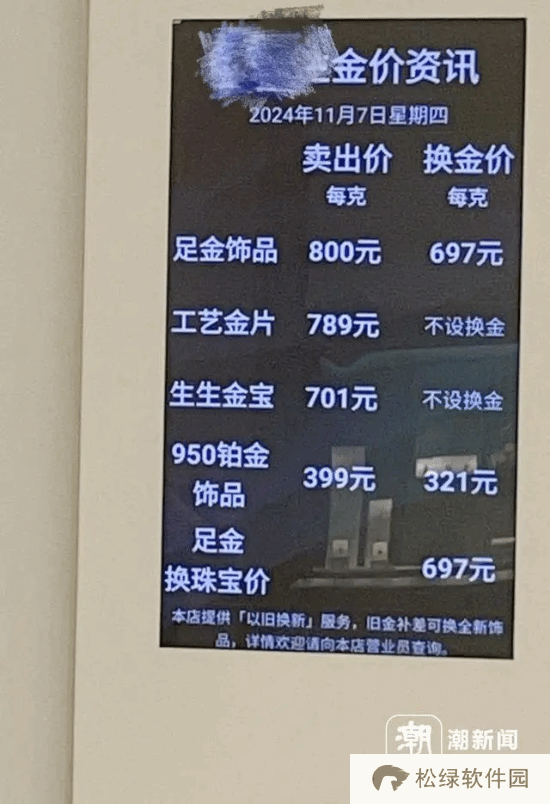 金价资讯
2024年11月7日星期四
卖出价 换金价
每克 每克
足金饰品 800元 697元
工艺金片 789元 不设换金
生生金宝 701元 不设换金
950铂金
饰品 399元 321元
足金
换珠宝价 697元
本店提供「以旧换新」服务，旧金补差可换全新饰
品，详情欢迎请向本店营业员查询。
潮 潮新闻
松绿软件园